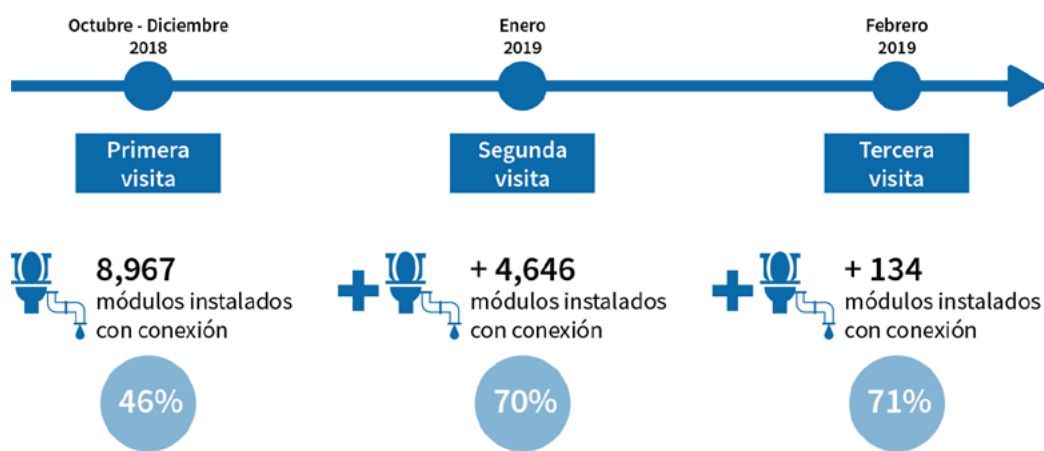 Octubre - Diciembre
2018
Enero
2019
Febrero
2019
Primera
visita
Segunda
visita
Tercera
visita
8,967
módulos instalados
con conexión
+ 4,646
módulos instalados
con conexión
+ 134
módulos instalados
con conexión
46%
70%
71%